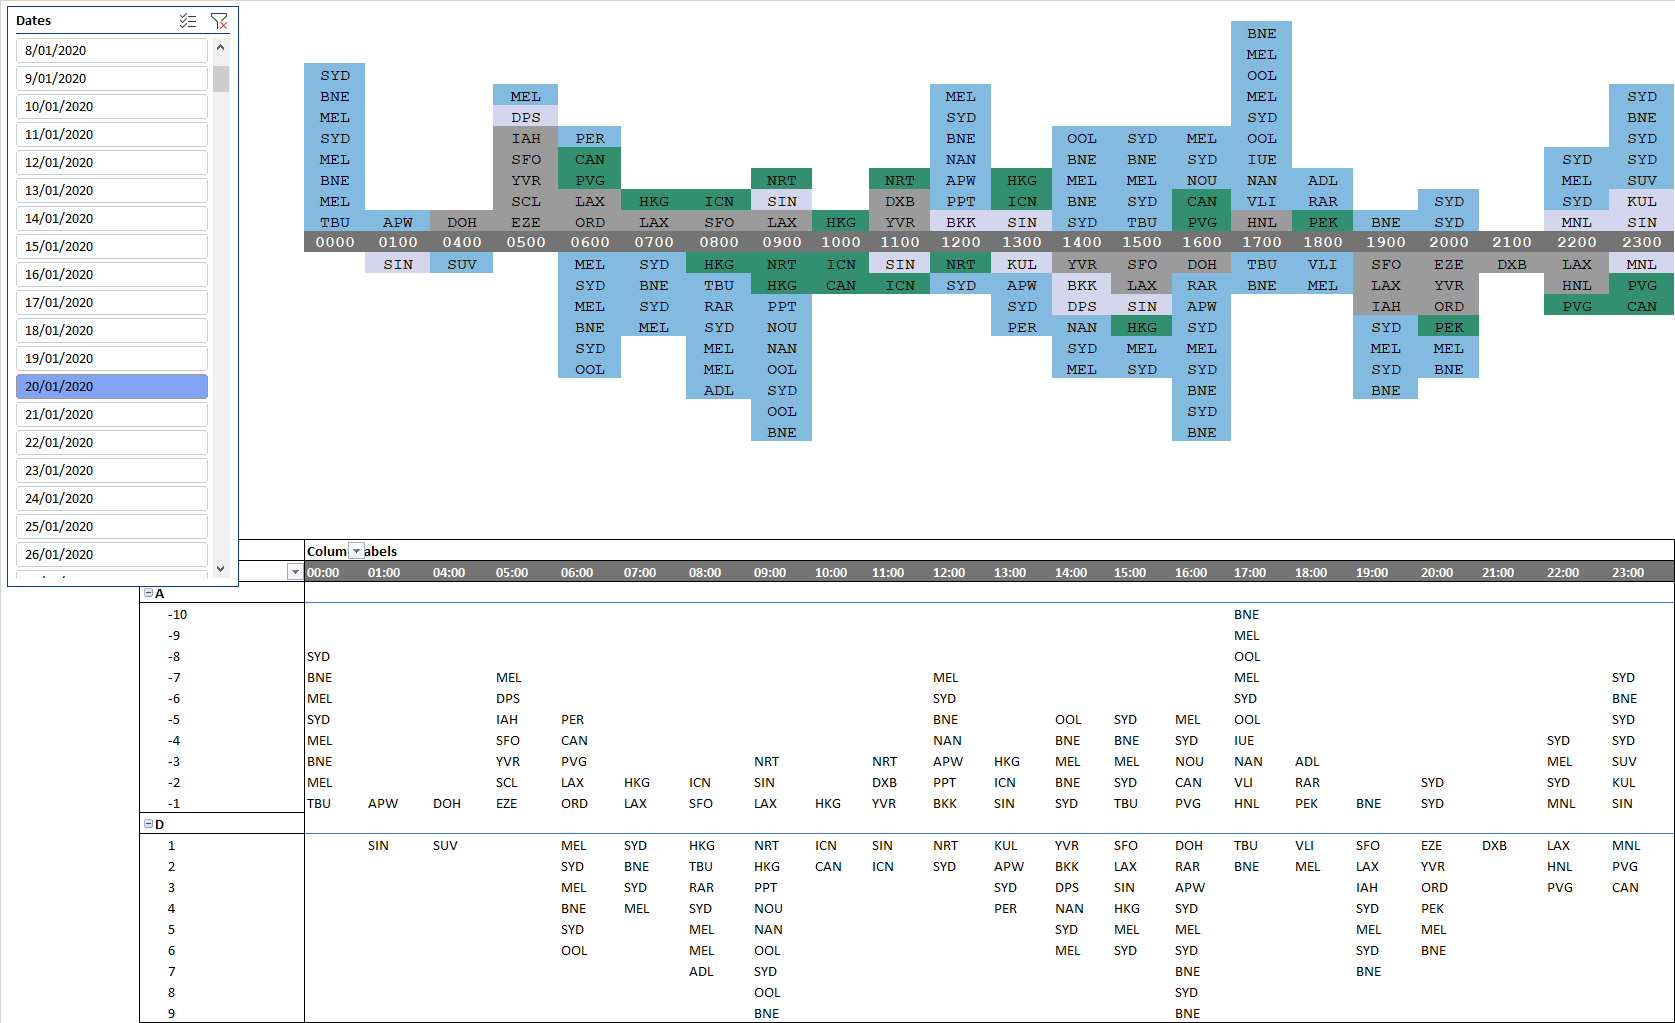 Dates
8/01/2020
9/01/2020
10/01/2020
11/01/2020
12/01/2020
13/01/2020
14/01/2020
15/01/2020
16/01/2020
17/01/2020
18/01/2020
19/01/2020
20/01/2020
21/01/2020
22/01/2020
23/01/2020
24/01/2020
25/01/2020
26/01/2020
BNE
MEL
SYD OOL
BNE MEL MEL MEL SYD
MEL DPS SYD SYD BNE
SYD IAH PER BNE OOL SYD MEL OOL SYD
MEL SFO CAN NAN BNE BNE SYD IUE SYD SYD
BNE YVR PVG NRT NRT APW HKG MEL MEL NOU NAN ADL MEL SUV
MEL SCL LAX HKG ICN SIN DXB PPT ICN BNE SYD CAN VLI RAR SYD SYD KUL
TBU APW DOH EZE ORD LAX SFO LAX HKG YVR BKK SIN SYD TBU PVG HNL PEK BNE SYD MNL SIN
0000 0100 0400 0500 0600 0700 0800 0900 1000 1100 1200 1300 1400 1500 1600 1700 1800 1900 2000 2100 2200 2300
SIN SUV MEL SYD HKG NRT ICN SIN NRT KUL YVR SFO DOH TBU VLI SFO EZE DXB LAX MNL
SYD BNE TBU HKG CAN ICN SYD APW BKK LAX RAR BNE MEL LAX YVR HNL PVG
MEL SYD RAR PPT SYD DPS SIN APW IAH ORD PVG CAN
BNE MEL SYD NOU PER NAN HKG SYD SYD PEK
SYD MEL NAN SYD MEL MEL MEL MEL
OOL MEL OOL MEL SYD SYD SYD BNE
ADL SYD BNE BNE
OOL SYD
BNE BNE
Colum abels
00:00 01:00 04:00 05:00 06:00 07:00 08:00 09:00 10:00 11:00 12:00 13:00 14:00 15:00 16:00 17:00 18:00 19:00 20:00 21:00 22:00 23:00
A
-10 BNE
-9 MEL
-8 SYD OOL
-7 BNE MEL MEL MEL SYD
-6 MEL DPS SYD SYD BNE
-5 SYD IAH PER BNE OOL SYD MEL OOL SYD
-4 MEL SFO CAN NAN BNE BNE SYD IUE SYD SYD
-3 BNE YVR PVG NRT NRT APW HKG MEL MEL NOU NAN ADL MEL SUV
-2 MEL SCL LAX HKG ICN SIN DXB PPT ICN BNE SYD CAN VLI RAR SYD SYD KUL
-1 TBU APW DOH EZE ORD LAX SFO LAX HKG YVR BKK SIN SYD TBU PVG HNL PEK BNE SYD MNL SIN
D
1 SIN SUV MEL SYD HKG NRT ICN SIN NRT KUL YVR SFO DOH TBU VLI SFO EZE DXB LAX MNL
2 SYD BNE TBU HKG CAN ICN SYD APW BKK LAX RAR BNE MEL LAX YVR HNL PVG
3 MEL SYD RAR PPT SYD DPS SIN APW IAH ORD PVG CAN
4 BNE MEL SYD NOU PER NAN HKG SYD SYD PEK
5 SYD MEL NAN SYD MEL MEL MEL MEL
6 OOL MEL OOL MEL SYD SYD SYD BNE
7 ADL SYD BNE BNE
8 OOL SYD
9 BNE BNE